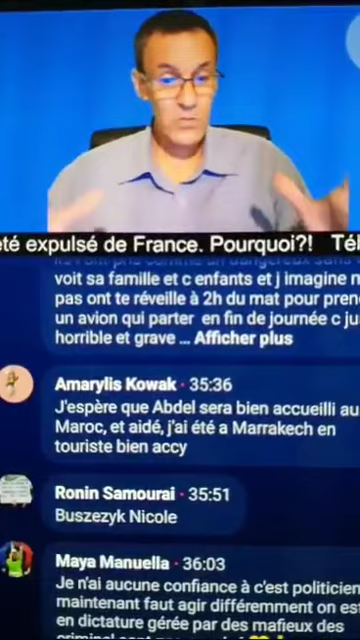 été expulsé de France. Pourquoi?! Tél
voit sa famille et c enfants et j imagine
pas ont te réveille à 2h du mat pour pren
un avion qui parter en fin de journée c ju
horrible et grave ... Afficher plus
Amarylis Kowak · 35:36
J'espère que Abdel sera bien accueilli au
Maroc, et aidé, j'ai été a Marrakech en
touriste bien accy
Ronin Samourai · 35:51
Buszezyk Nicole
Maya Manuella · 36:03
Je n'ai aucune confiance à c'est politicien
maintenant faut agir différemment on es
en dictature gérée par des mafieux des